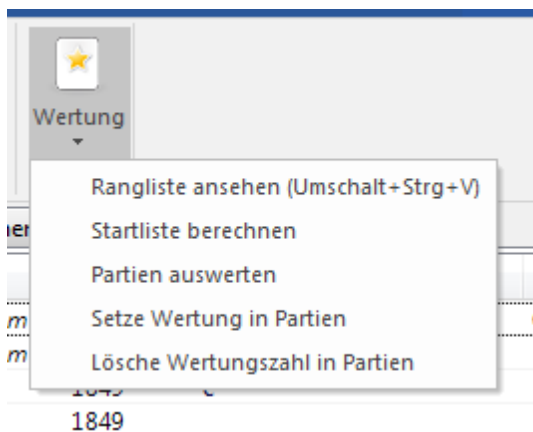 Wertung
Rangliste ansehen (Umschalt+Strg+V)
Startliste berechnen
Partien auswerten
Setze Wertung in Partien
Lösche Wertungszahl in Partien
1849